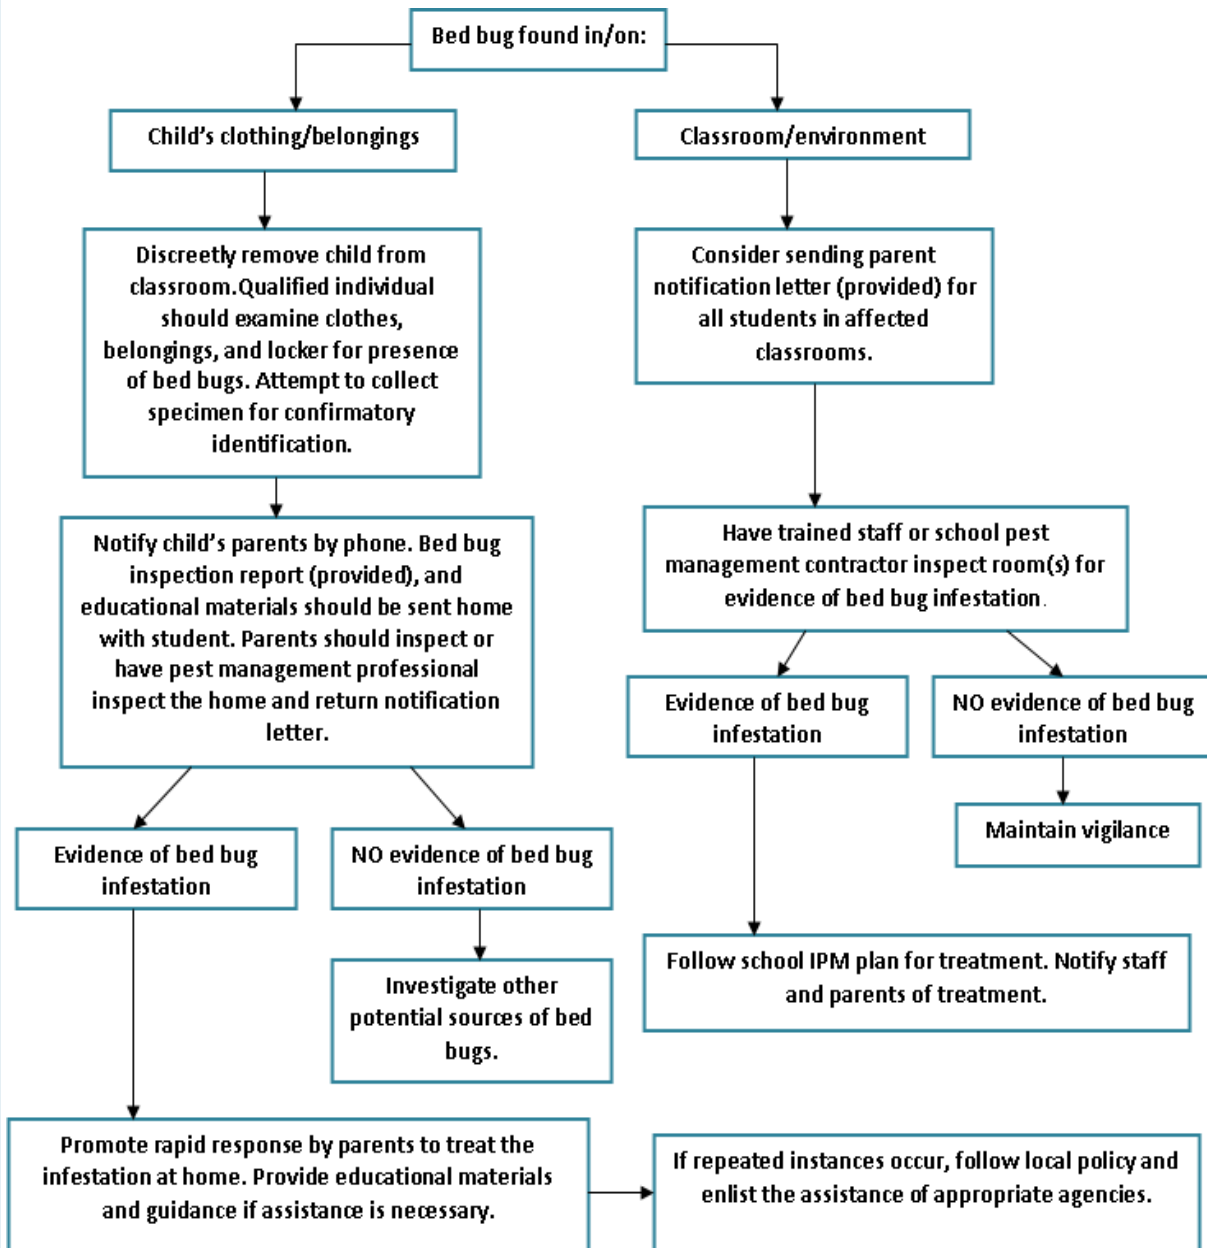 Bed bug found in/on:
Child's clothing/belongings
Classroom/environment
Discreetly remove child from
classroom.Qualified individual
should examine clothes,
belongings, and locker for presence
of bed bugs. Attempt to collect
specimen for confirmatory
identification.
Consider sending parent
notification letter (provided) for
all students in affected
classrooms.
Notify child's parents by phone. Bed bug
inspection report (provided), and
educational materials should be sent home
with student. Parents should inspect or
have pest management professional
inspect the home and return notification
letter.
Have trained staff or school pest
management contractor inspect room(s) for
evidence of bed bug infestation.
Evidence of bed bug
infestation
NO evidence of bed bug
infestation
Maintain vigilance
Evidence of bed bug
infestation
NO evidence of bed bug
infestation
Investigate other
potential sources of bed
bugs.
Follow school IPM plan for treatment. Notify staff
and parents of treatment.
Promote rapid response by parents to treat the
infestation at home. Provide educational materials
and guidance if assistance is necessary.
If repeated instances occur, follow local policy and
enlist the assistance of appropriate agencies.